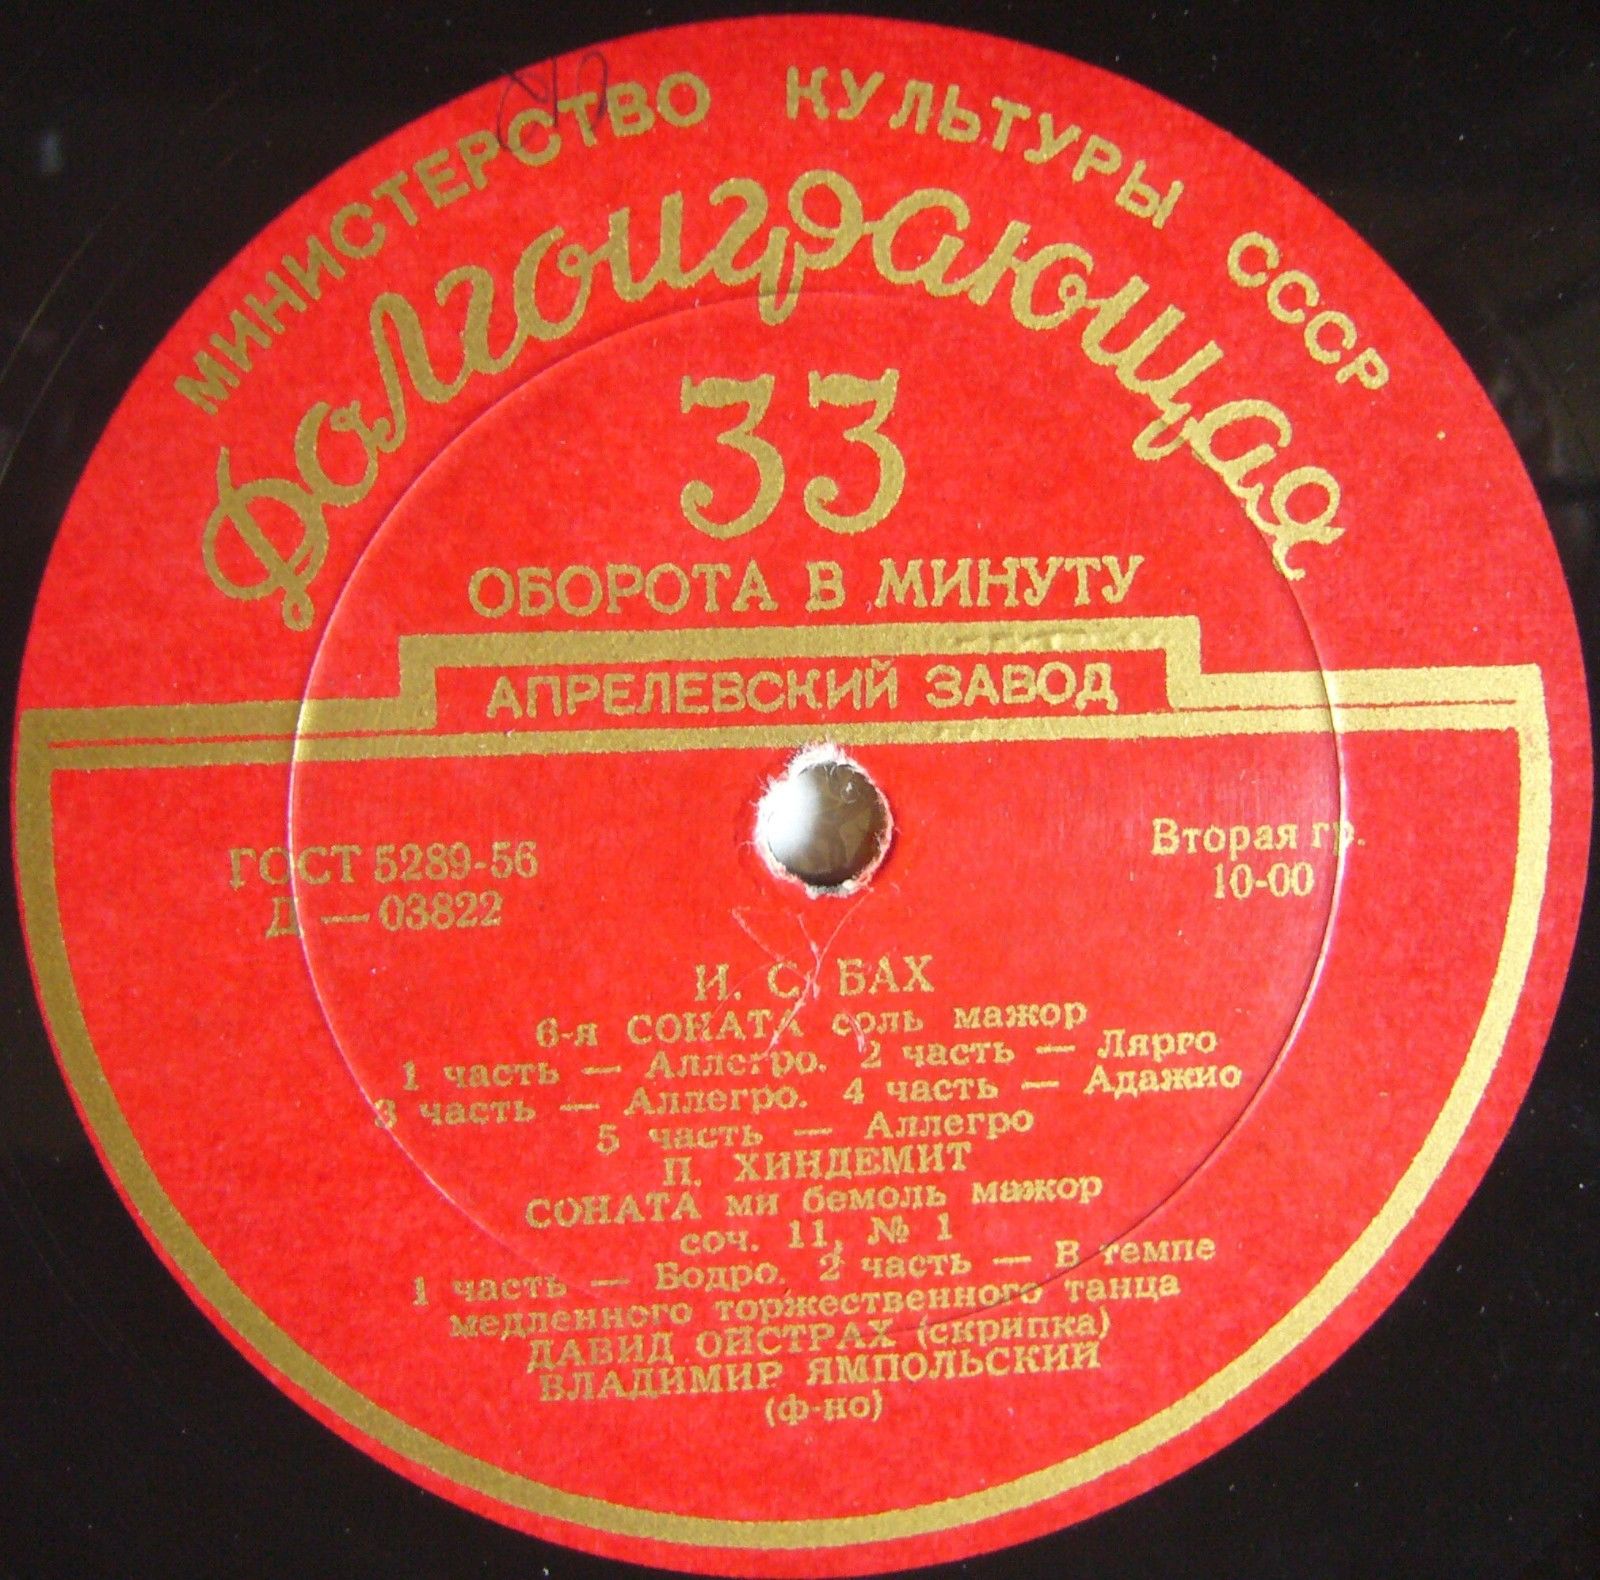 МИНИСТЕРСТВО КУЛЬТУРЫ СССР
Долгоиграющая
33
ОБОРОТА В МИНУТУ
АПРЕЛЕВСКИЙ ЗАВОД
ГОСТ 5289-56
Д — 03822
Вторая гр.
10-00
И. С. БАХ
6-я СОНАТА соль мажор
1 часть — Аллегро. 2 часть — Лярго
3 часть — Аллегро. 4 часть — Адажио
5 часть — Аллегро
П. ХИНДЕМИТ
СОНАТА ми бемоль мажор
соч. 11, № 1
1 часть — Бодро. 2 часть — В темпе
медленного торжественного танца
ДАВИД ОЙСТРАХ (скрипка)
ВЛАДИМИР ЯМПОЛЬСКИЙ
(ф-но)